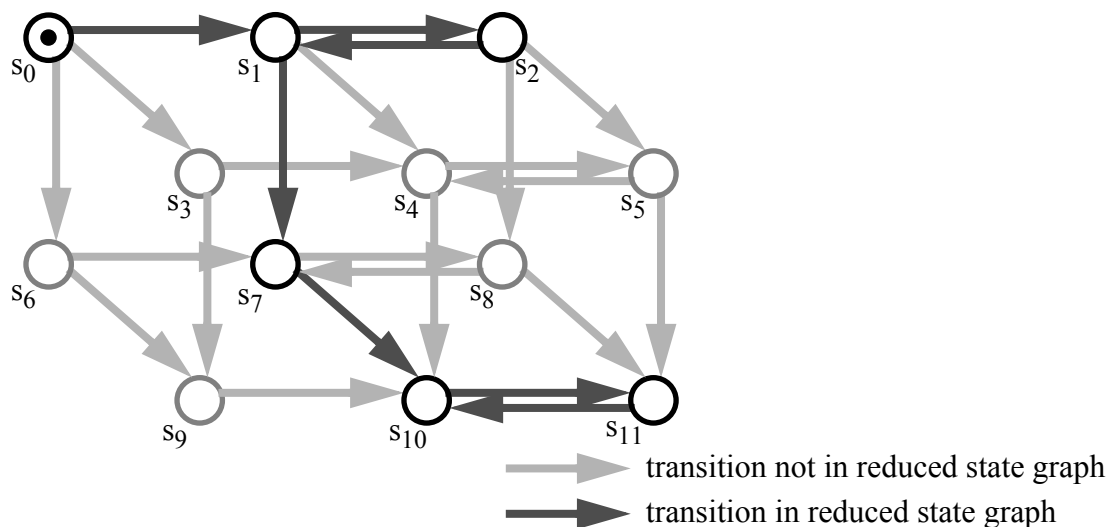 s0
s1
s2
s3
s4
s5
s6
s7
s8
s9
s10
s11
transition not in reduced state graph
transition in reduced state graph